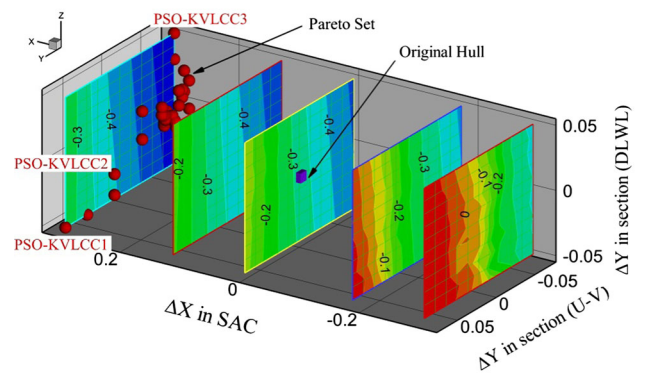 PSO-KVLCC3
Pareto Set
Original Hull
Z
X
Y
-0.3
-0.4
-0.2
-0.3
-0.4
-0.2
-0.3
-0.4
-0.1
-0.2
-0.3
0
-0.1
-0.2
PSO-KVLCC2
PSO-KVLCC1
0.2
0
-0.2
ΔX in SAC
0.05
0
-0.05
ΔY in section (U-V)
0.05
0
-0.05
ΔY in section (DLWL)